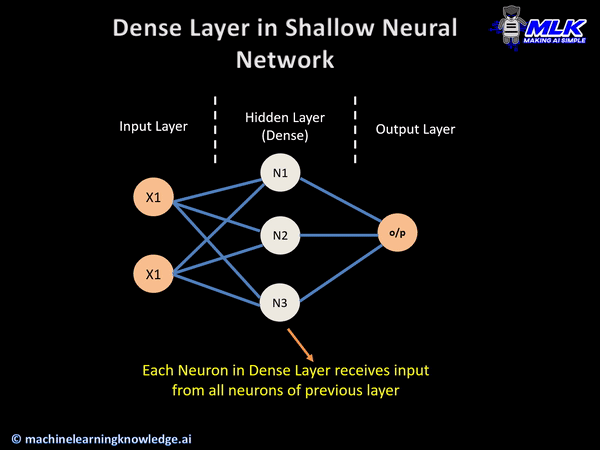 Dense Layer in Shallow Neural
Network
MLK
MAKING AI SIMPLE
Input Layer
Hidden Layer
(Dense)
Output Layer
X1
X1
N1
N2
N3
o/p
Each Neuron in Dense Layer receives input
from all neurons of previous layer
© machinelearningknowledge.ai